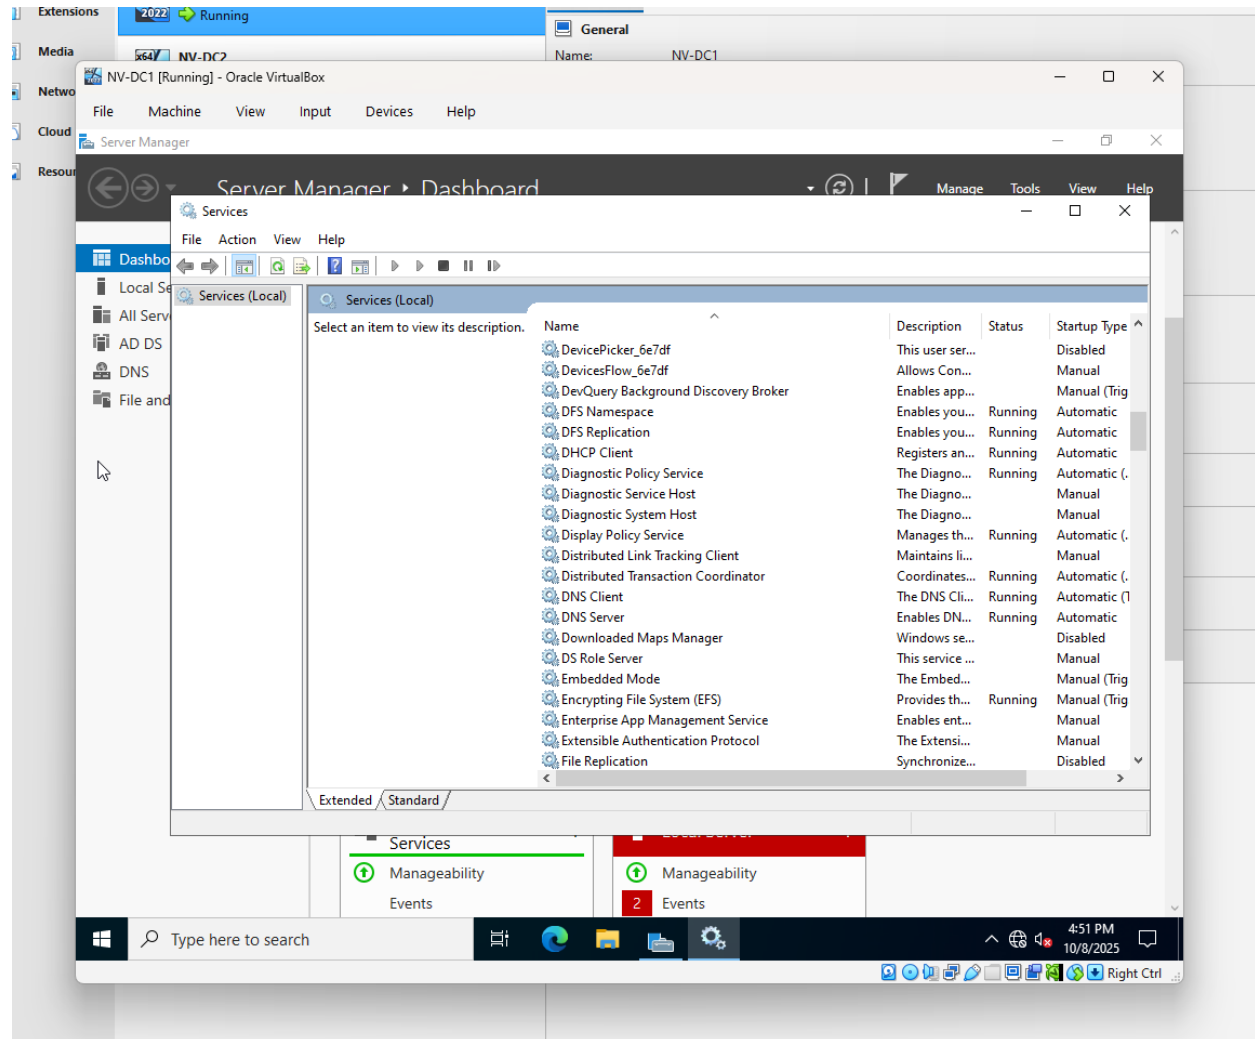 Extensions
2022 Running
General
Media
x64 NV-DC2
Name: NV-DC1
NV-DC1 [Running] - Oracle VirtualBox
Netwo
File Machine View Input Devices Help
Cloud
Server Manager
Resour
Server Manager • Dashboard
Manage Tools View Help
Services
File Action View Help
Dashbo
Local Se
All Serv
AD DS
DNS
File and
Services (Local)
Services (Local)
Select an item to view its description.
Name Description Status Startup Type
DevicePicker_6e7df This user ser... Disabled
DevicesFlow_6e7df Allows Con... Manual
DevQuery Background Discovery Broker Enables app... Manual (Trig
DFS Namespace Enables you... Running Automatic
DFS Replication Enables you... Running Automatic
DHCP Client Registers an... Running Automatic
Diagnostic Policy Service The Diagno... Running Automatic (.
Diagnostic Service Host The Diagno... Manual
Diagnostic System Host The Diagno... Manual
Display Policy Service Manages th... Running Automatic (.
Distributed Link Tracking Client Maintains li... Manual
Distributed Transaction Coordinator Coordinates... Running Automatic (.
DNS Client The DNS Cli... Running Automatic (T
DNS Server Enables DN... Running Automatic
Downloaded Maps Manager Windows se... Disabled
DS Role Server This service ... Manual
Embedded Mode The Embed... Manual (Trig
Encrypting File System (EFS) Provides th... Running Manual (Trig
Enterprise App Management Service Enables ent... Manual
Extensible Authentication Protocol The Extensi... Manual
File Replication Synchronize... Disabled
Extended Standard
Services
Local Server
Manageability
Manageability
Events
2 Events
Type here to search
4:51 PM
10/8/2025
Right Ctrl